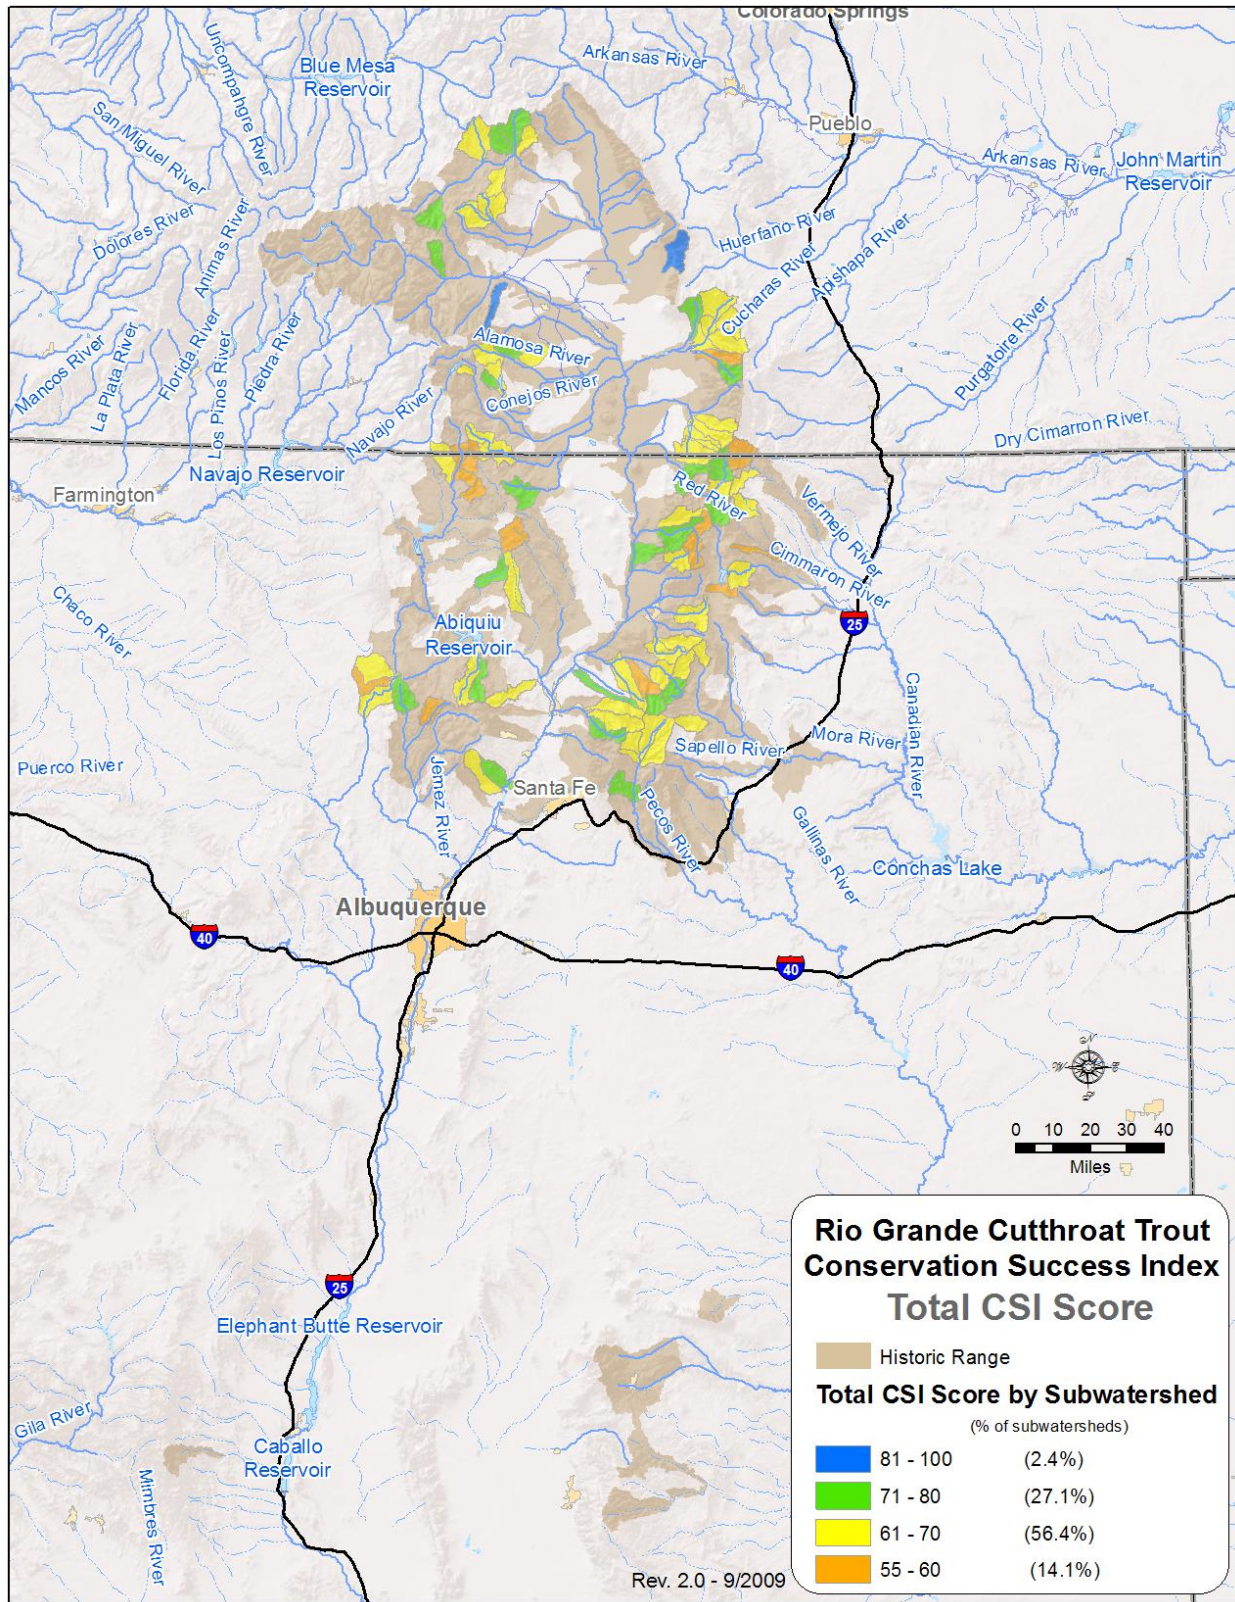 Colorado Springs
Arkansas River
Blue Mesa
Reservoir
Uncompahgre River
San Miguel River
Pueblo
Arkansas River
John Martin
Reservoir
Dolores River
Animas River
Huerfano River
Apishapa River
Cucharas River
Mancos River
La Plata River
Florida River
Los Pinos River
Piedra River
Alamosa River
Conejos River
Navajo River
Purgatoire River
Dry Cimarron River
Navajo Reservoir
Farmington
Red River
Vermejo River
Cimmaron River
Chaco River
Abiquiu
Reservoir
25
Canadian River
Puerco River
Jemez River
Santa Fe
Sapello River
Mora River
Pecos River
Gallinas River
Conchas Lake
Albuquerque
40
40
N
W
E
S
0 10 20 30 40
Miles
25
Elephant Butte Reservoir
Gila River
Caballo
Reservoir
Mimbres River
Rio Grande Cutthroat Trout
Conservation Success Index
Total CSI Score
Historic Range
Total CSI Score by Subwatershed
(% of subwatersheds)
81 - 100 (2.4%)
71 - 80 (27.1%)
61 - 70 (56.4%)
55 - 60 (14.1%)
Rev. 2.0 - 9/2009